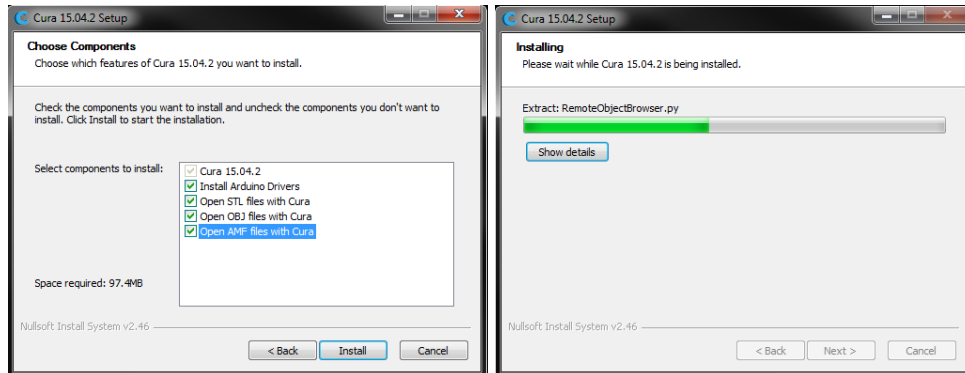 Cura 15.04.2 Setup
Choose Components
Choose which features of Cura 15.04.2 you want to install.
Check the components you want to install and uncheck the components you don't want to
install. Click Install to start the installation.
Select components to install:
Cura 15.04.2
Install Arduino Drivers
Open STL files with Cura
Open OBJ files with Cura
Open AMF files with Cura
Space required: 97.4MB
Nullsoft Install System v2.46
< Back
Install
Cancel
Cura 15.04.2 Setup
Installing
Please wait while Cura 15.04.2 is being installed.
Extract: RemoteObjectBrowser.py
Show details
Nullsoft Install System v2.46
< Back
Next >
Cancel